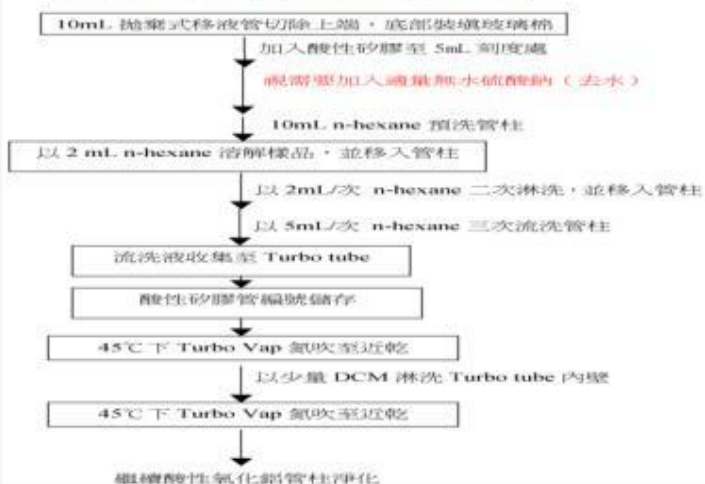 10mL 拋棄式移液管切除上端，底部裝填玻璃棉
加入酸性矽膠至 5mL 刻度處
視需要加入適量無水硫酸鈉（去水）
10mL n-hexane 預洗管柱
以 2 mL n-hexane 溶解樣品，並移入管柱
以 2mL/次 n-hexane 二次淋洗，並移入管柱
以 5mL/次 n-hexane 三次流洗管柱
流洗液收集至 Turbo tube
酸性矽膠管編號儲存
45℃下 Turbo Vap 氮吹至近乾
以少量 DCM 淋洗 Turbo tube 內壁
45℃下 Turbo Vap 氮吹至近乾
繼續酸性氧化鋁管柱淨化